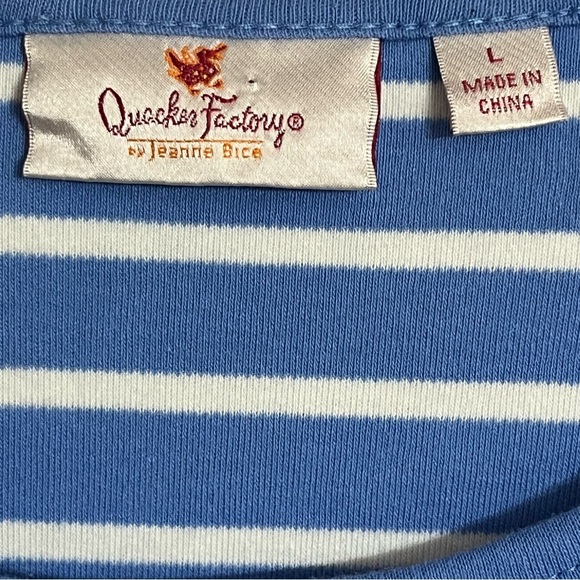 Quacker Factory®
by Jeanne Bice
L
MADE IN
CHINA